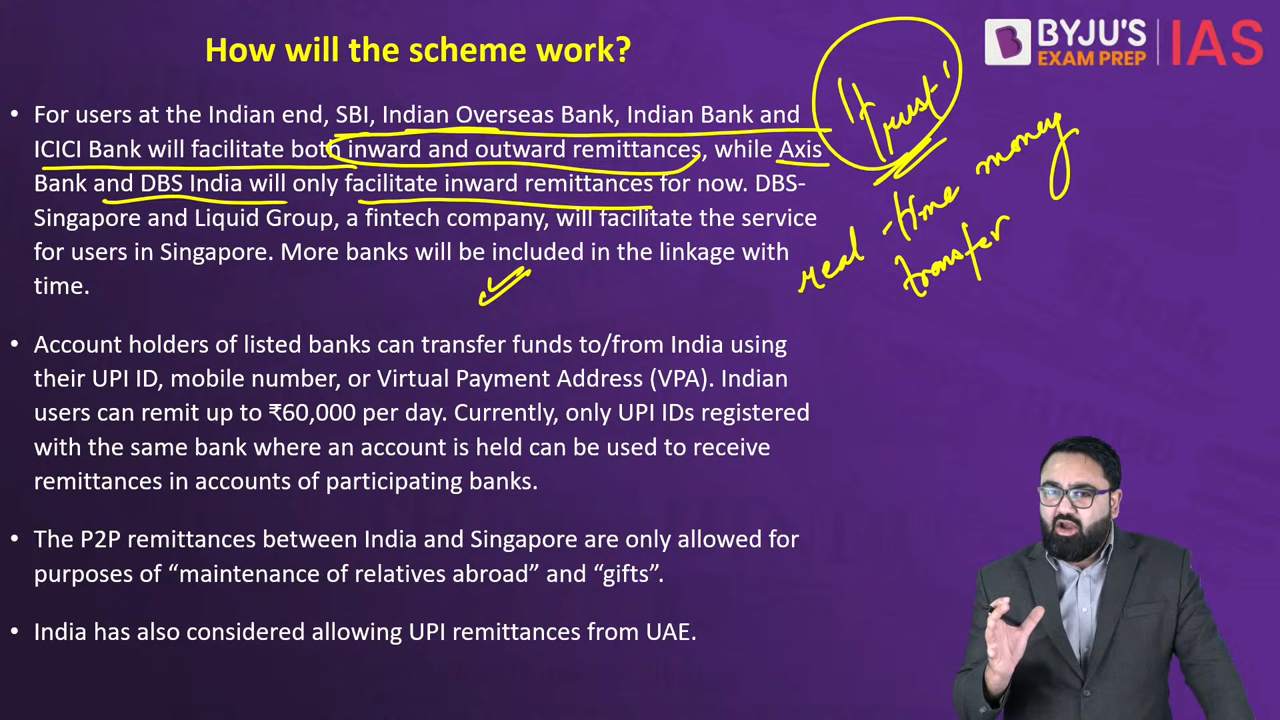 How will the scheme work?
BYJU'S
EXAM PREP
IAS
• For users at the Indian end, SBI, Indian Overseas Bank, Indian Bank and
ICICI Bank will facilitate both inward and outward remittances, while Axis
Bank and DBS India will only facilitate inward remittances for now. DBS-
Singapore and Liquid Group, a fintech company, will facilitate the service
for users in Singapore. More banks will be included in the linkage with
time.
'Trust'
real-time money
transfer
• Account holders of listed banks can transfer funds to/from India using
their UPI ID, mobile number, or Virtual Payment Address (VPA). Indian
users can remit up to ₹60,000 per day. Currently, only UPI IDs registered
with the same bank where an account is held can be used to receive
remittances in accounts of participating banks.
• The P2P remittances between India and Singapore are only allowed for
purposes of “maintenance of relatives abroad” and “gifts”.
• India has also considered allowing UPI remittances from UAE.